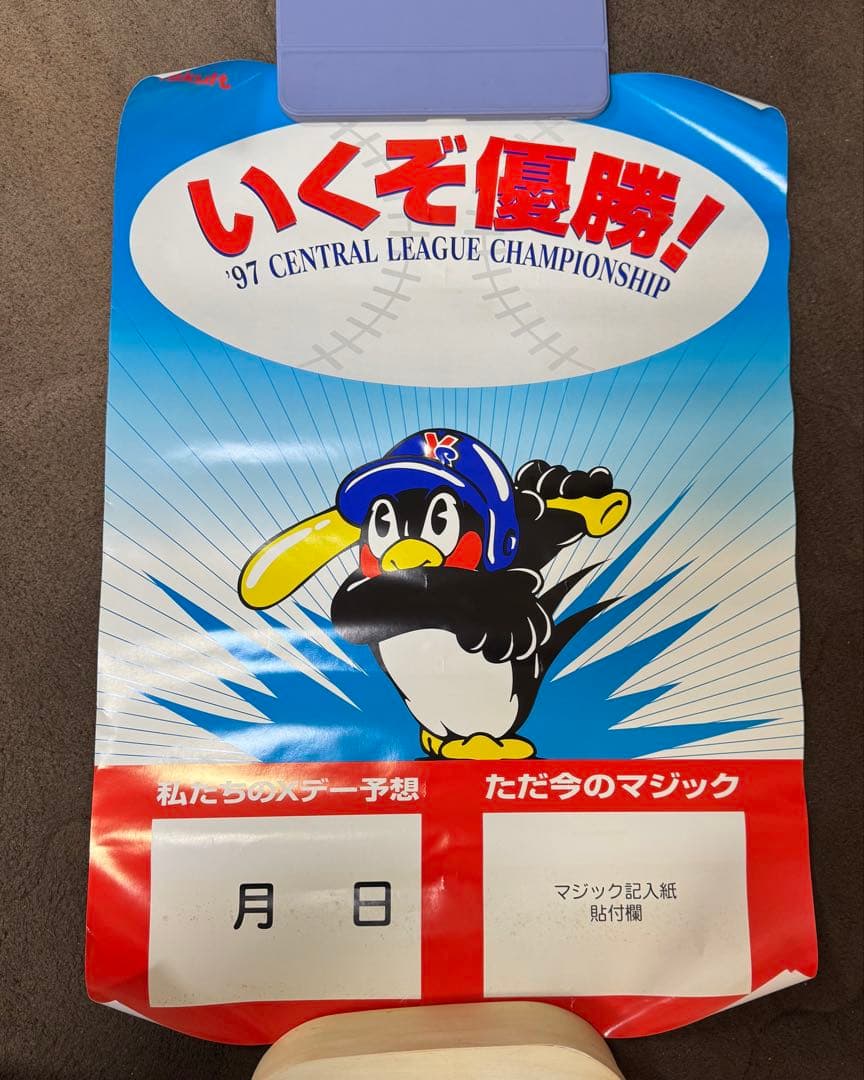 いくぞ優勝!
'97 CENTRAL LEAGUE CHAMPIONSHIP
YS
私たちのXデー予想
ただ今のマジック
月 日
マジック記入紙
貼付欄